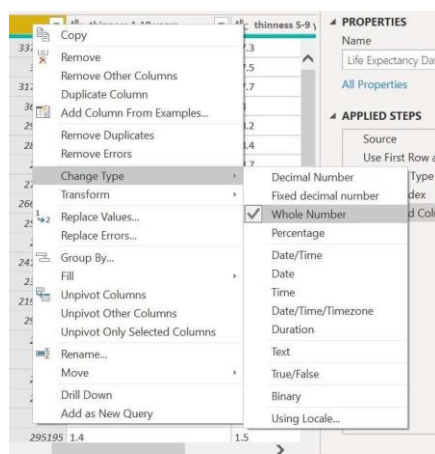 thinness 1-19 years
thinness 5-9 y
PROPERTIES
Name
Life Expectancy Da
All Properties
APPLIED STEPS
Source
Use First Row a
Type
dex
d Colu
Copy
Remove
Remove Other Columns
Duplicate Column
Add Column From Examples...
Remove Duplicates
Remove Errors
Change Type
Transform
Replace Values...
Replace Errors...
Group By...
Fill
Unpivot Columns
Unpivot Other Columns
Unpivot Only Selected Columns
Rename...
Move
Drill Down
Add as New Query
Decimal Number
Fixed decimal number
Whole Number
Percentage
Date/Time
Date
Time
Date/Time/Timezone
Duration
Text
True/False
Binary
Using Locale...
295195 1.4 1.5